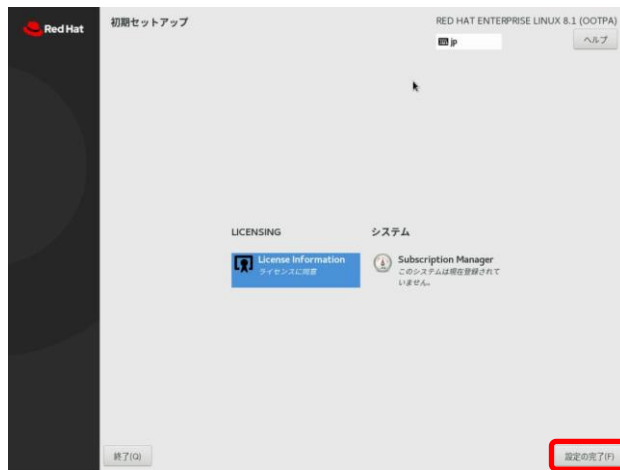 Red Hat
初期セットアップ
RED HAT ENTERPRISE LINUX 8.1 (OOTPA)
jp
ヘルプ
LICENSING
システム
License Information
ライセンスに同意
Subscription Manager
このシステムは現在登録されて
いません。
終了(Q)
設定の完了(F)